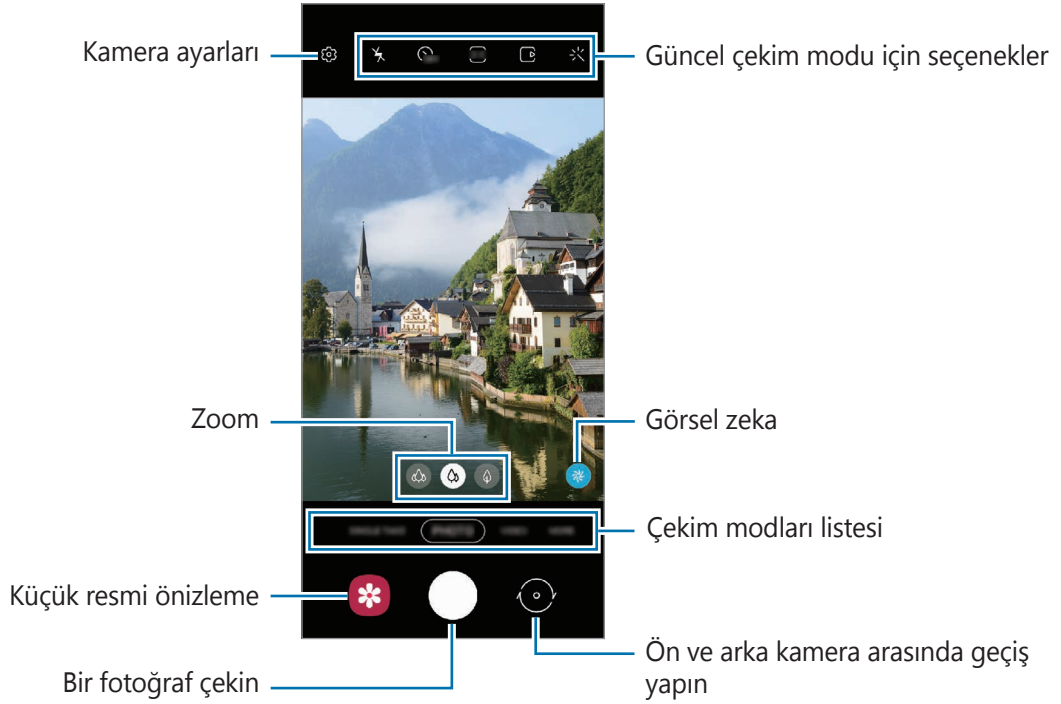 Kamera ayarları
Güncel çekim modu için seçenekler
Zoom
Görsel zeka
Çekim modları listesi
Küçük resmi önizleme
Bir fotoğraf çekin
Ön ve arka kamera arasında geçiş
yapın